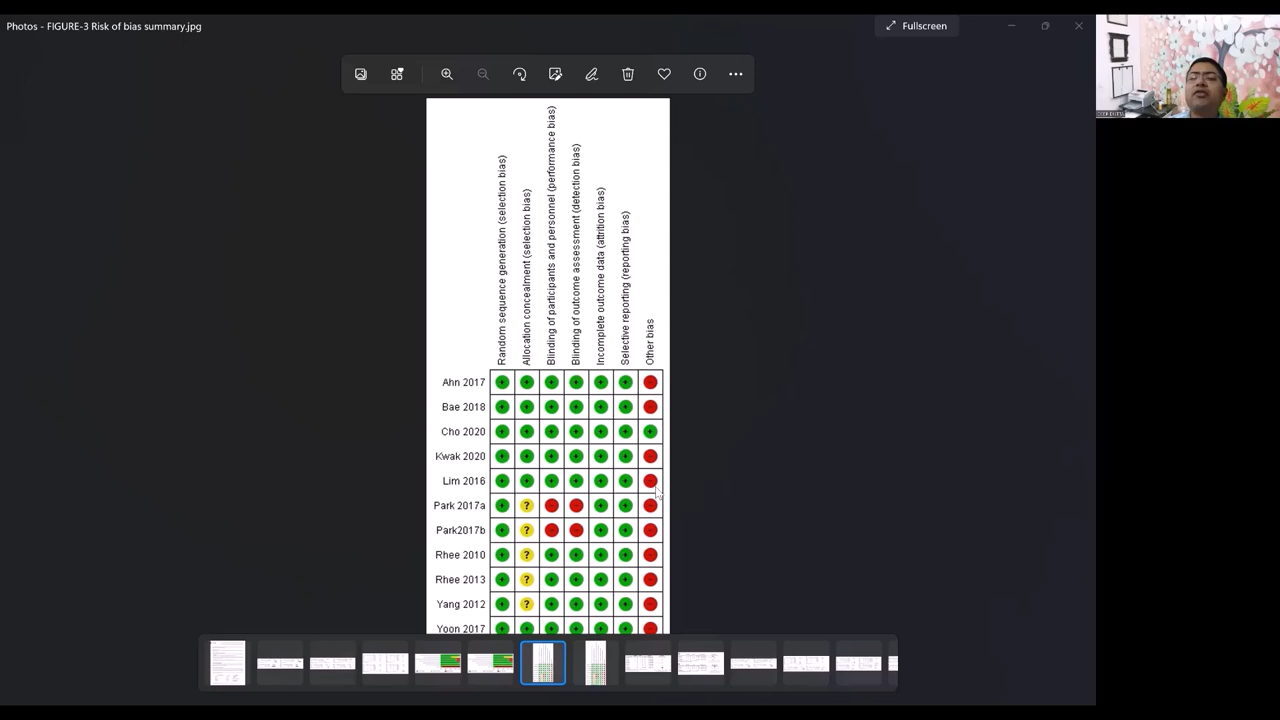 Photos - FIGURE-3 Risk of bias summary.jpg
Fullscreen
Random sequence generation (selection bias)
Allocation concealment (selection bias)
Blinding of participants and personnel (performance bias)
Blinding of outcome assessment (detection bias)
Incomplete outcome data (attrition bias)
Selective reporting (reporting bias)
Other bias
Ahn 2017 + + + + + + -
Bae 2018 + + + + + + -
Cho 2020 + + + + + + +
Kwak 2020 + + + + + + -
Lim 2016 + + + + + + -
Park 2017a + ? - - + + -
Park2017b + ? - - + + -
Rhee 2010 + ? + + + + -
Rhee 2013 + ? + + + + -
Yang 2012 + ? + + + + -
Yoon 2017 + + + + + + -